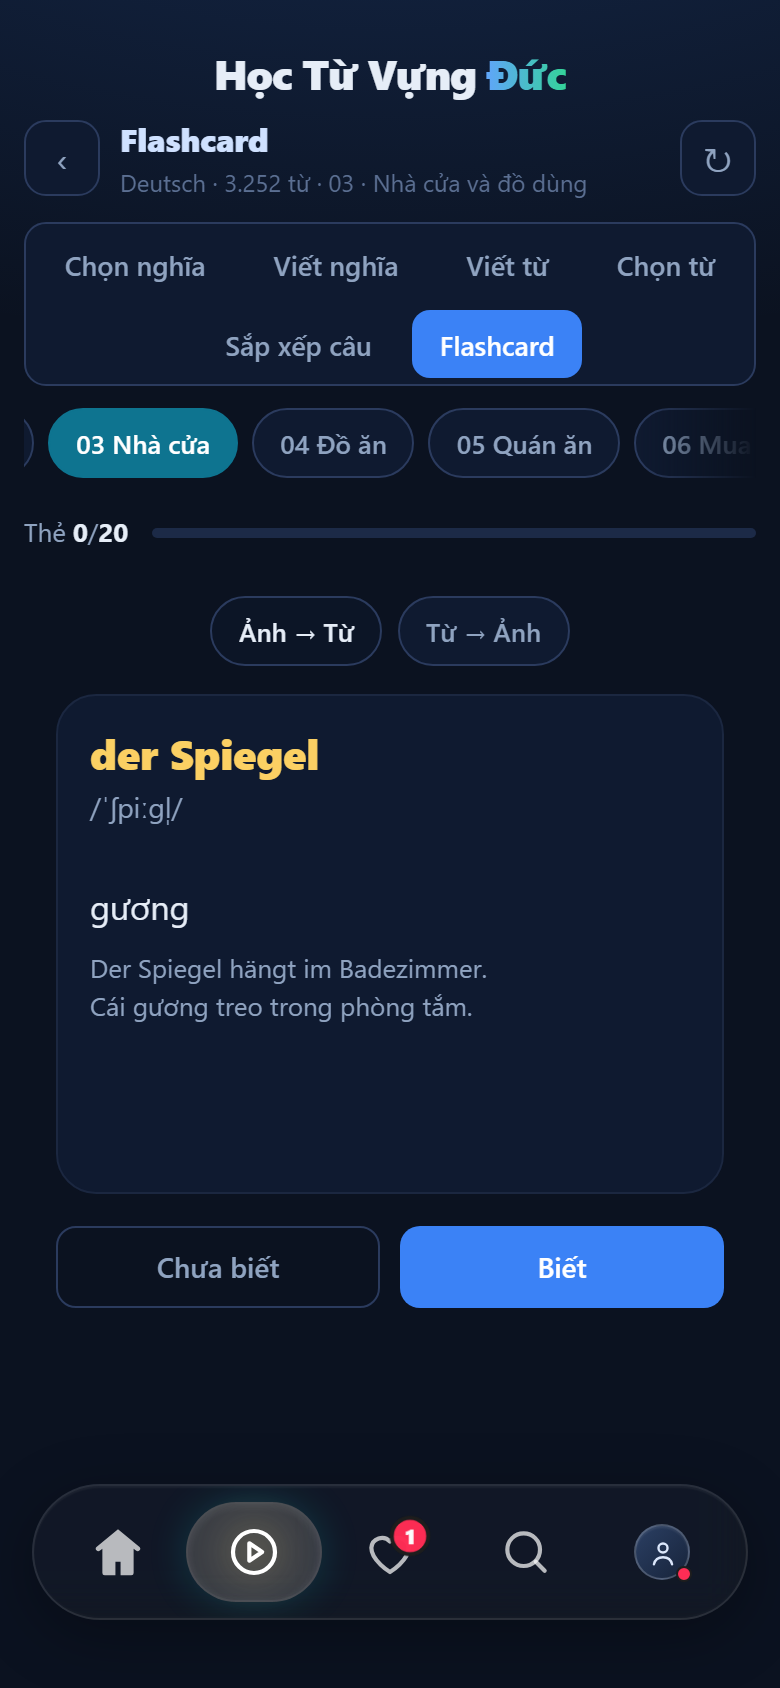 Học Từ Vựng Đức
‹
Flashcard
Deutsch · 3.252 từ · 03 · Nhà cửa và đồ dùng
↻
Chọn nghĩa
Viết nghĩa
Viết từ
Chọn từ
Sắp xếp câu
Flashcard
03 Nhà cửa
04 Đồ ăn
05 Quán ăn
06 Mua
Thẻ 0/20
Ảnh → Từ
Từ → Ảnh
der Spiegel
/ˈʃpiːɡl̩/
gương
Der Spiegel hängt im Badezimmer.
Cái gương treo trong phòng tắm.
Chưa biết
Biết
1